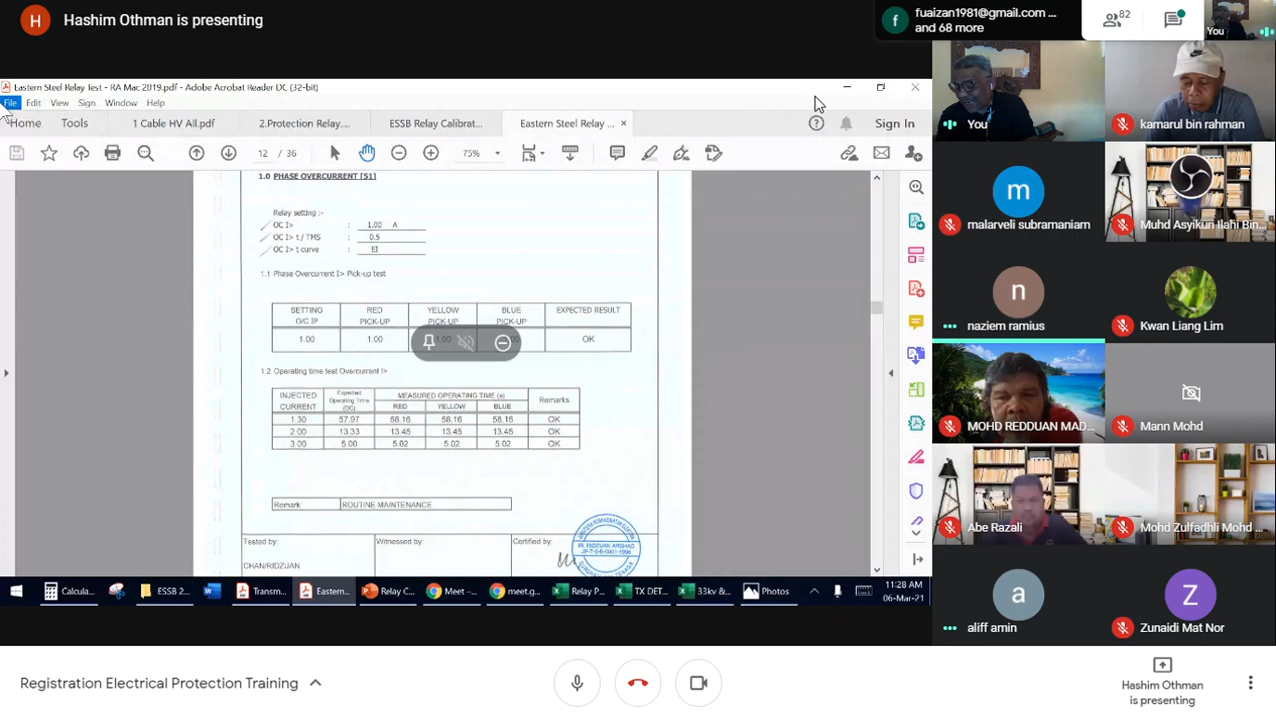 H Hashim Othman is presenting
f fuaizan1981@gmail.com ...
and 68 more
82
You
Eastern Steel Relay Test - RA Mac 2019.pdf - Adobe Acrobat Reader DC (32-bit)
File Edit View Sign Window Help
Home Tools 1 Cable HV All.pdf 2.Protection Relay.... ESSB Relay Calibrat... Eastern Steel Relay ... × Sign In
12 / 36 75%
1.0 PHASE OVERCURRENT [51]
Relay setting :-
OC I> : 1.00 A
OC I> t / TMS : 0.5
OC I> t curve : EI
1.1 Phase Overcurrent I> Pick-up test
SETTING RED YELLOW BLUE EXPECTED RESULT
O/C IP PICK-UP PICK-UP PICK-UP
1.00 1.00 1.00 OK
1.2 Operating time test Overcurrent I>
INJECTED CURRENT Expected Operating Time (OC) MEASURED OPERATING TIME (s) Remarks
RED YELLOW BLUE
1.30 57.97 58.16 58.16 58.16 OK
2.00 13.33 13.45 13.45 13.45 OK
3.00 5.00 5.02 5.02 5.02 OK
Remark ROUTINE MAINTENANCE
Tested by: Witnessed by: Certified by:
CHAN/RIDZUAN
IR. RIDZUAN ARSHAD
Calcula... ESSB 2... Transm... Eastern... Relay C... Meet -... meet.g... Relay P... TX DET... 33kv &... Photos
11:28 AM
06-Mar-21
You
kamarul bin rahman
m
malarveli subramaniam
Muhd Asyikun Ilahi Bin...
n
naziem ramius
Kwan Liang Lim
MOHD REDDUAN MAD...
Mann Mohd
Abe Razali
Mohd Zulfadhli Mohd ...
a
aliff amin
Z
Zunaidi Mat Nor
Registration Electrical Protection Training
Hashim Othman
is presenting